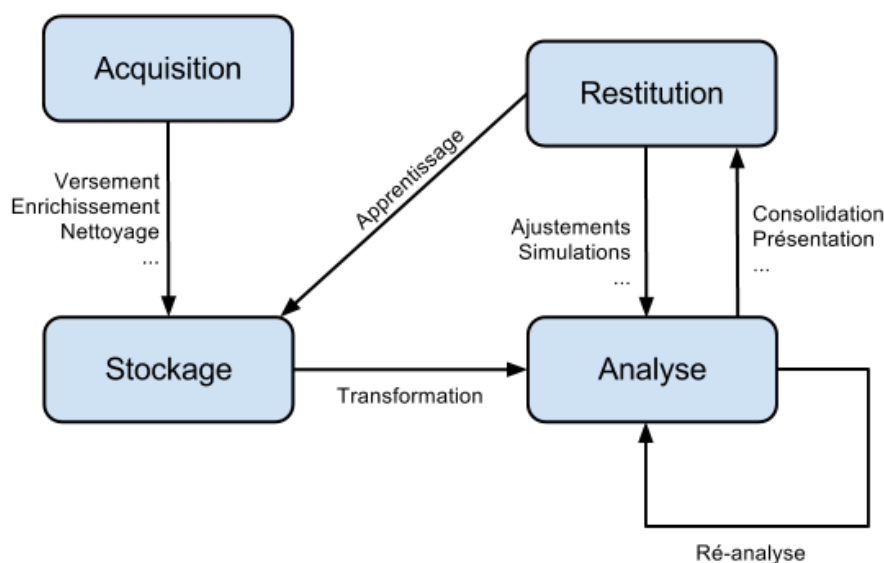 Acquisition
Restitution
Versement
Enrichissement
Nettoyage
...
Apprentissage
Ajustements
Simulations
...
Consolidation
Présentation
...
Stockage
Transformation
Analyse
Ré-analyse